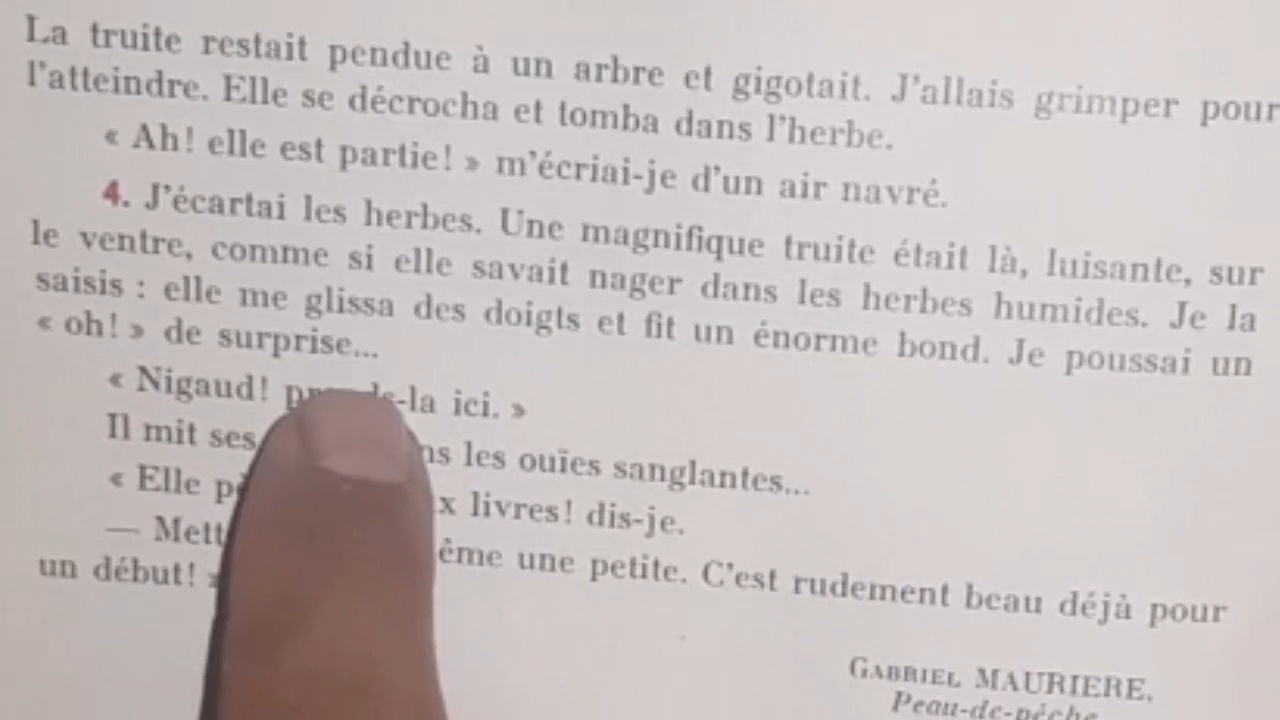 La truite restait pendue à un arbre et gigotait. J'allais grimper pour
l'atteindre. Elle se décrocha et tomba dans l'herbe.
« Ah! elle est partie! » m'écriai-je d'un air navré.
4. J'écartai les herbes. Une magnifique truite était là, luisante, sur
le ventre, comme si elle savait nager dans les herbes humides. Je la
saisis : elle me glissa des doigts et fit un énorme bond. Je poussai un
« oh! » de surprise...
« Nigaud! prends-la ici. »
Il mit ses les ouïes sanglantes...
« Elle livres! dis-je.
— une petite. C'est rudement beau déjà pour
un début! »
GABRIEL MAURIERE.
Peau-de-pêche.